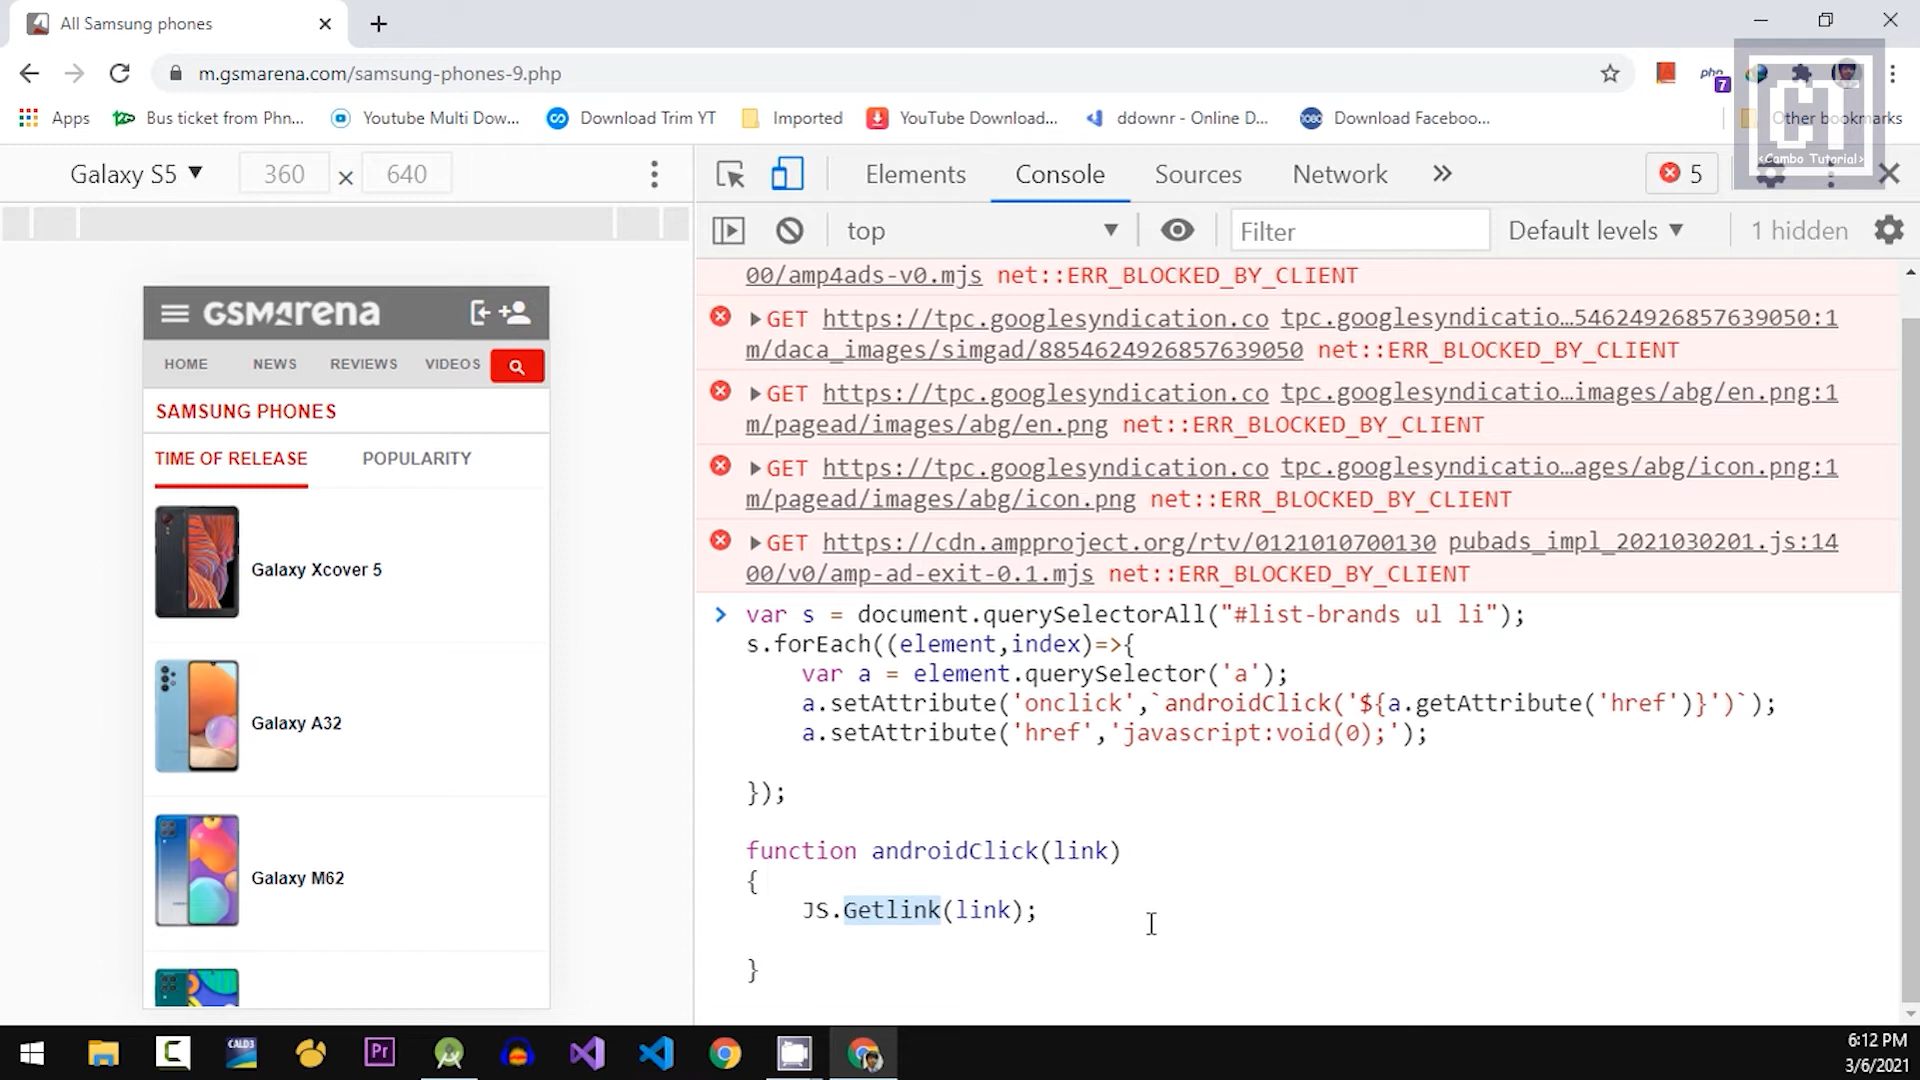 All Samsung phones
m.gsmarena.com/samsung-phones-9.php
php
7
Apps
Bus ticket from Phn...
Youtube Multi Dow...
Download Trim YT
Imported
YouTube Download...
ddownr - Online D...
Download Faceboo...
Other bookmarks
CT
<Cambo Tutorial>
Galaxy S5 ▼
360 × 640
Elements
Console
Sources
Network
»
5
top ▼
Filter
Default levels ▼
1 hidden
GSMarena
HOME
NEWS
REVIEWS
VIDEOS
SAMSUNG PHONES
TIME OF RELEASE
POPULARITY
Galaxy Xcover 5
Galaxy A32
Galaxy M62
00/amp4ads-v0.mjs net::ERR_BLOCKED_BY_CLIENT
GET https://tpc.googlesyndication.co tpc.googlesyndicatio…54624926857639050:1
m/daca_images/simgad/8854624926857639050 net::ERR_BLOCKED_BY_CLIENT
GET https://tpc.googlesyndication.co tpc.googlesyndicatio…images/abg/en.png:1
m/pagead/images/abg/en.png net::ERR_BLOCKED_BY_CLIENT
GET https://tpc.googlesyndication.co tpc.googlesyndicatio…ages/abg/icon.png:1
m/pagead/images/abg/icon.png net::ERR_BLOCKED_BY_CLIENT
GET https://cdn.ampproject.org/rtv/0121010700130 pubads_impl_2021030201.js:14
00/v0/amp-ad-exit-0.1.mjs net::ERR_BLOCKED_BY_CLIENT
var s = document.querySelectorAll("#list-brands ul li");
s.forEach((element,index)=>{
var a = element.querySelector('a');
a.setAttribute('onclick',`androidClick('${a.getAttribute('href')}')`);
a.setAttribute('href','javascript:void(0);');
});
function androidClick(link)
{
JS.Getlink(link);
}
CALD3
Pr
6:12 PM
3/6/2021